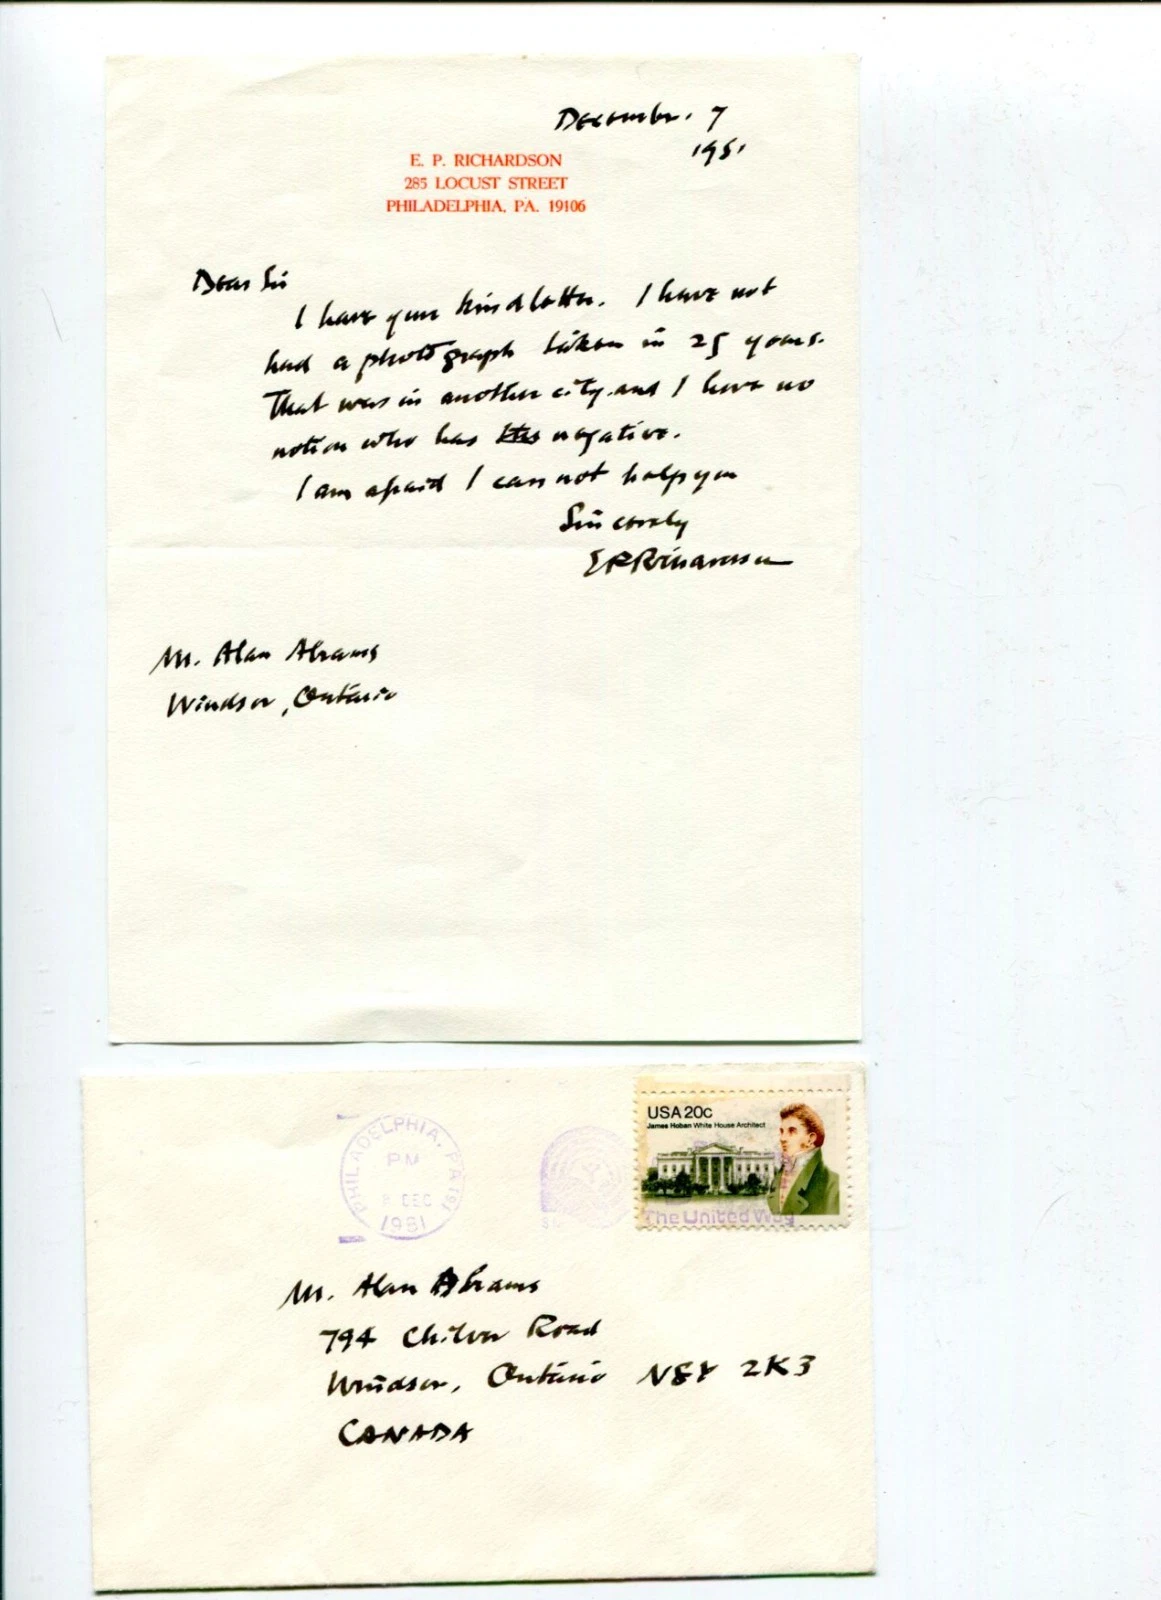 December. 7
1981
E. P. RICHARDSON
285 LOCUST STREET
PHILADELPHIA, PA. 19106
Dear Sir
I have your kind letter. I have not
had a photograph taken in 25 years.
That was in another city and I have no
notion who has negative.
I am afraid I can not help you
Sincerely
E P Richardson
Mr. Alan Abrams
Windsor, Ontario
PHILADELPHIA, PA 191
PM
8 DEC
1981
USA 20c
James Hoban White House Architect
The United Way
Mr. Alan Abrams
794 Chilver Road
Windsor, Ontario N8Y 2K3
CANADA